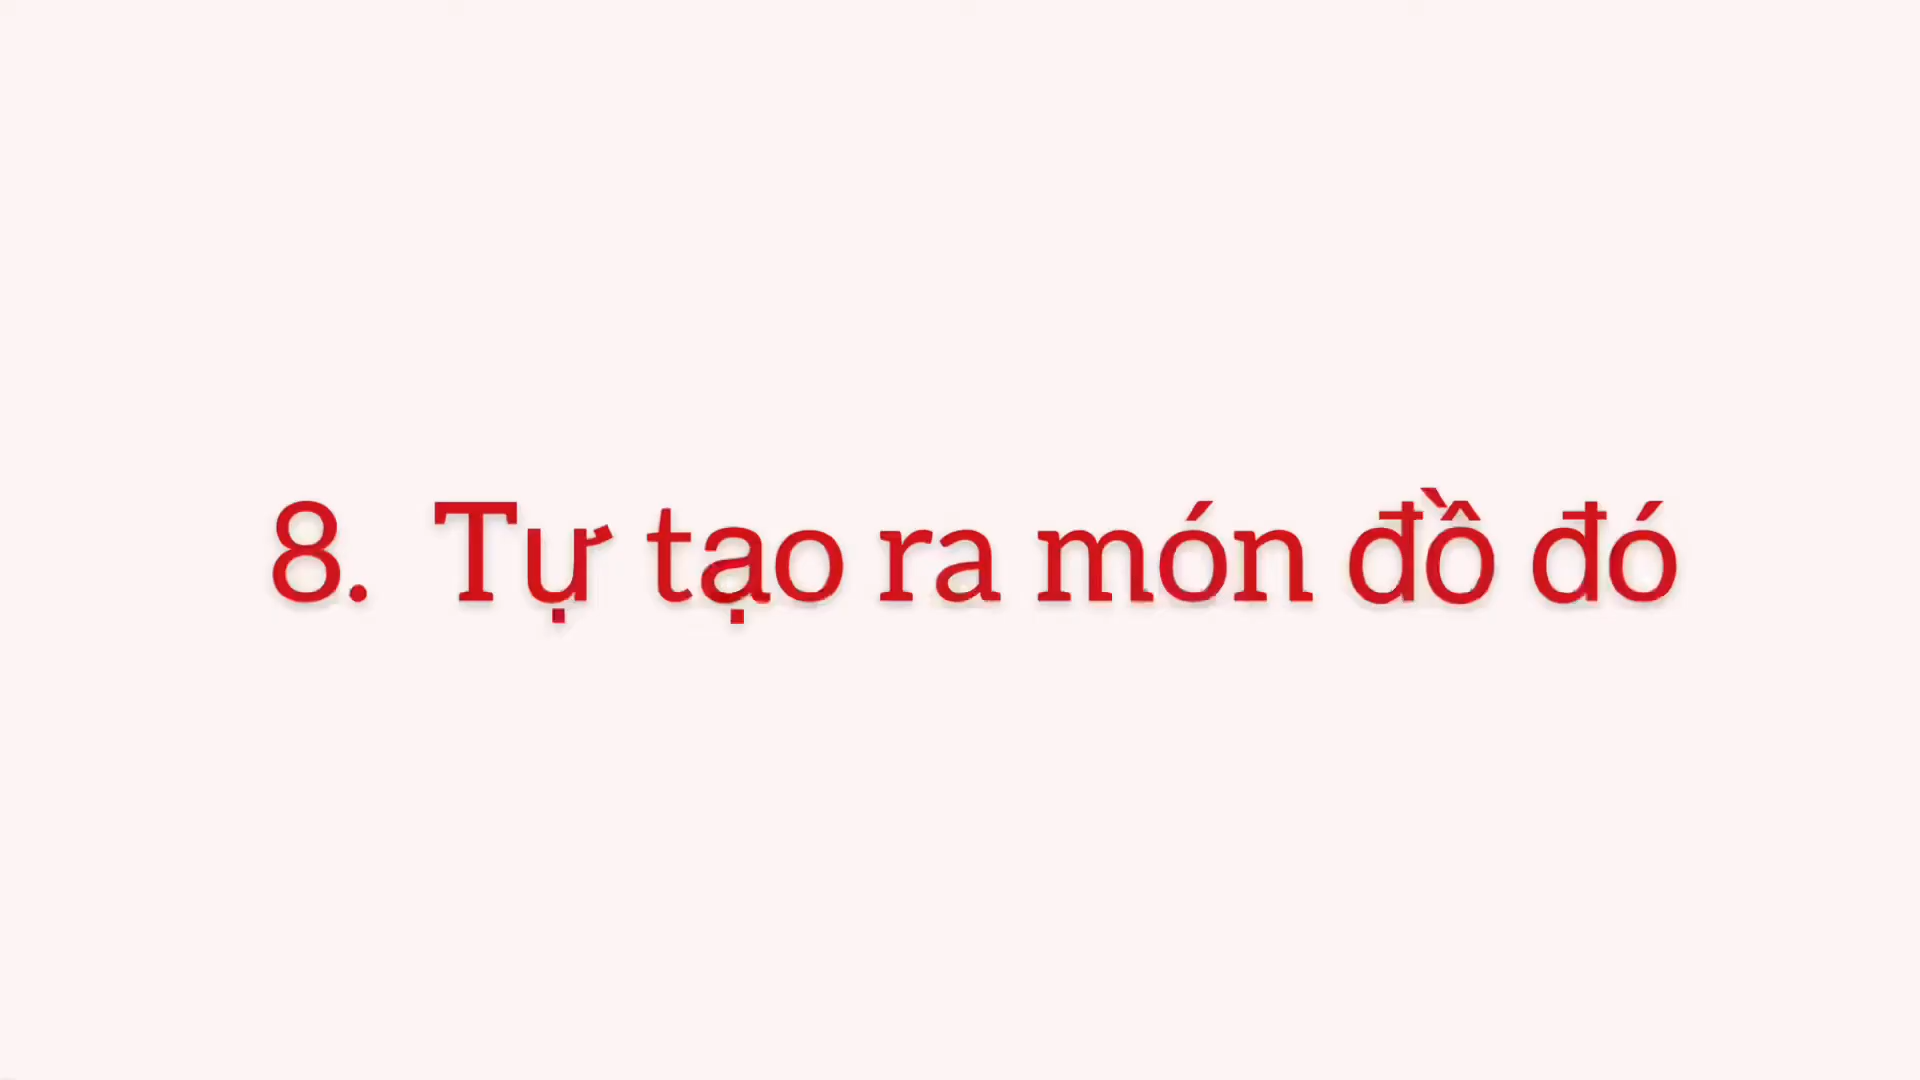 8. Tự tạo ra món đồ đó